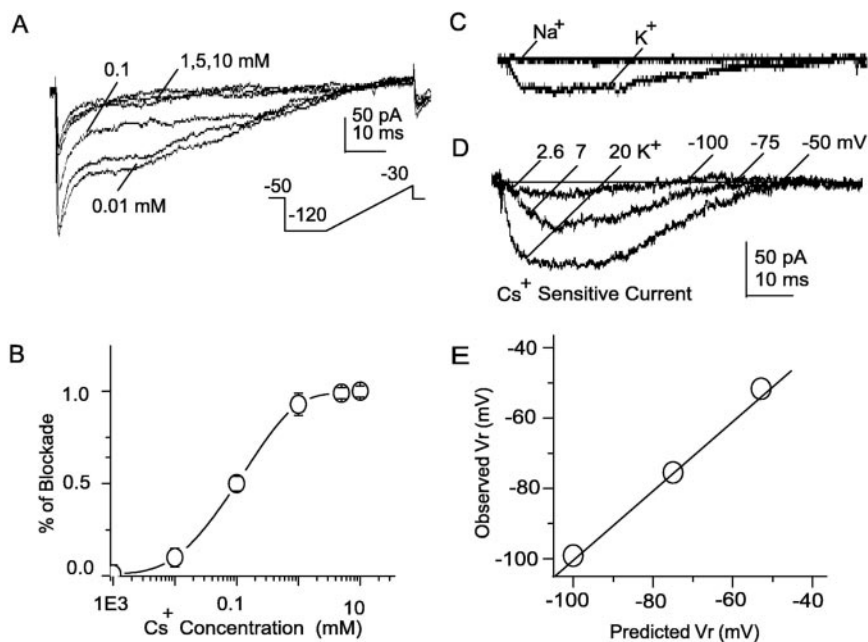 A
0.1
1,5,10 mM
50 pA
10 ms
0.01 mM
-50
-120
-30
B
% of Blockade
1.0
0.5
0.0
1E3
0.1
10
Cs+ Concentration (mM)
C
Na+
K+
D
2.6
7
20 K+
-100
-75
-50 mV
50 pA
10 ms
Cs+ Sensitive Current
E
Observed Vr (mV)
-40
-60
-80
-100
-100
-80
-60
-40
Predicted Vr (mV)